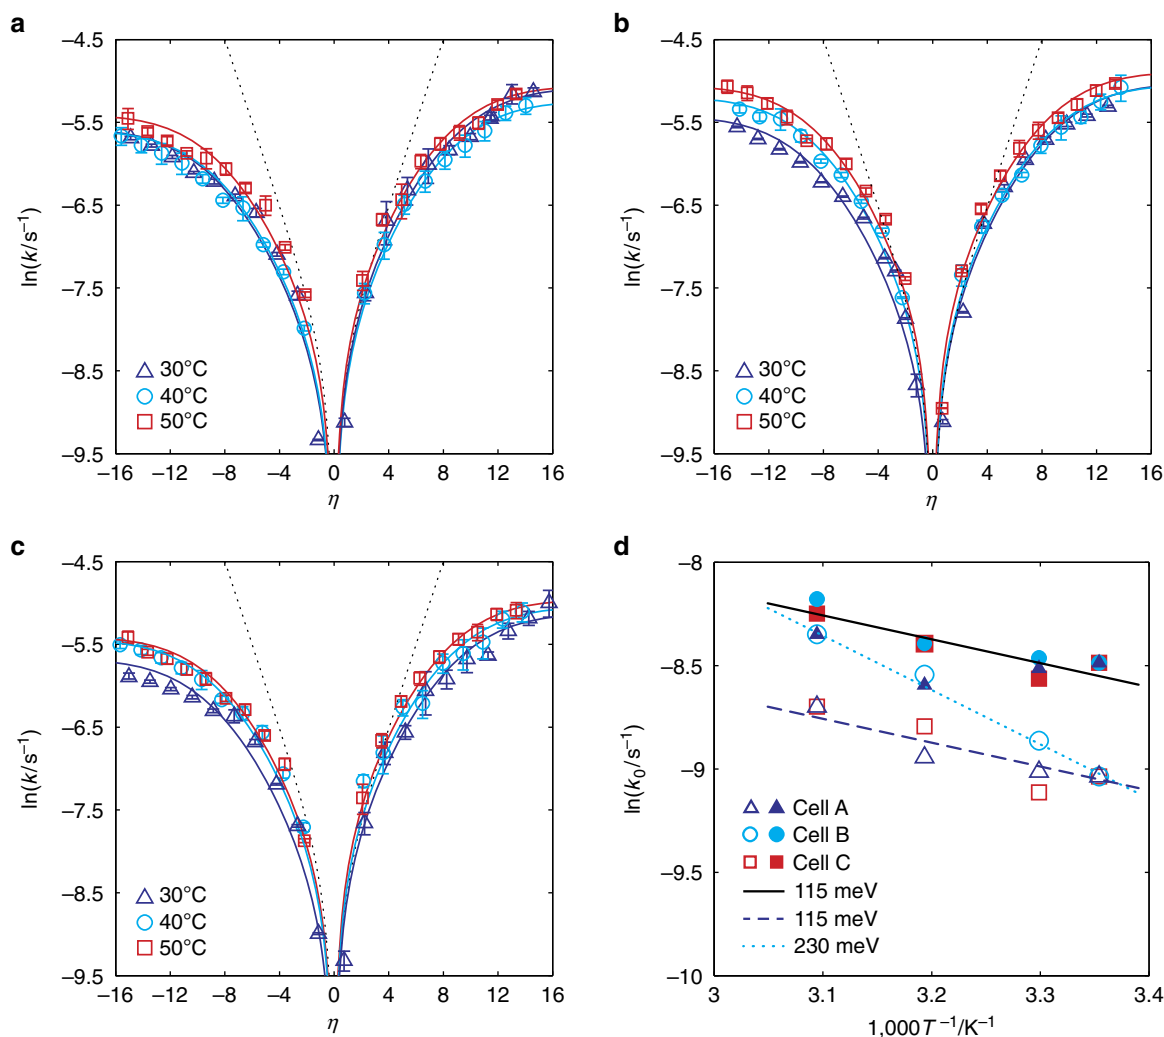 a
−4.5
−5.5
−6.5
−7.5
−8.5
−9.5
ln(k/s−1)
−16 −12 −8 −4 0 4 8 12 16
η
30°C
40°C
50°C
b
−4.5
−5.5
−6.5
−7.5
−8.5
−9.5
ln(k/s−1)
−16 −12 −8 −4 0 4 8 12 16
η
30°C
40°C
50°C
c
−4.5
−5.5
−6.5
−7.5
−8.5
−9.5
ln(k/s−1)
−16 −12 −8 −4 0 4 8 12 16
η
30°C
40°C
50°C
d
−8
−8.5
−9
−9.5
−10
ln(k0/s−1)
3 3.1 3.2 3.3 3.4
1,000T −1/K−1
Cell A
Cell B
Cell C
115 meV
115 meV
230 meV